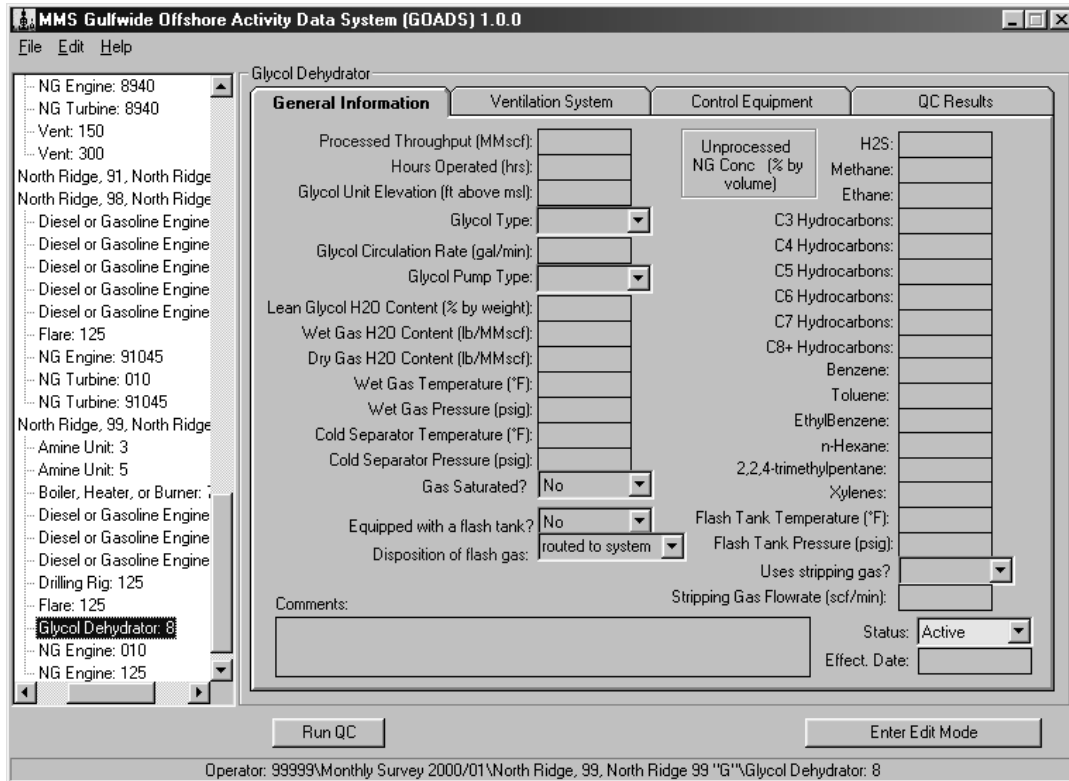 MMS Gulfwide Offshore Activity Data System (GOADS) 1.0.0
File Edit Help
NG Engine: 8940
NG Turbine: 8940
Vent: 150
Vent: 300
North Ridge, 91, North Ridge
North Ridge, 98, North Ridge
Diesel or Gasoline Engine
Diesel or Gasoline Engine
Diesel or Gasoline Engine
Diesel or Gasoline Engine
Diesel or Gasoline Engine
Flare: 125
NG Engine: 91045
NG Turbine: 010
NG Turbine: 91045
North Ridge, 99, North Ridge
Amine Unit: 3
Amine Unit: 5
Boiler, Heater, or Burner:
Diesel or Gasoline Engine
Diesel or Gasoline Engine
Diesel or Gasoline Engine
Drilling Rig: 125
Flare: 125
Glycol Dehydrator: 8
NG Engine: 010
NG Engine: 125
Glycol Dehydrator
General Information
Ventilation System
Control Equipment
QC Results
Processed Throughput (MMscf):
Hours Operated (hrs):
Glycol Unit Elevation (ft above msl):
Glycol Type:
Glycol Circulation Rate (gal/min):
Glycol Pump Type:
Lean Glycol H2O Content (% by weight):
Wet Gas H2O Content (lb/MMscf):
Dry Gas H2O Content (lb/MMscf):
Wet Gas Temperature (°F):
Wet Gas Pressure (psig):
Cold Separator Temperature (°F):
Cold Separator Pressure (psig):
Gas Saturated? No
Equipped with a flash tank? No
Disposition of flash gas: routed to system
Unprocessed
NG Conc (% by
volume)
H2S:
Methane:
Ethane:
C3 Hydrocarbons:
C4 Hydrocarbons:
C5 Hydrocarbons:
C6 Hydrocarbons:
C7 Hydrocarbons:
C8+ Hydrocarbons:
Benzene:
Toluene:
EthylBenzene:
n-Hexane:
2,2,4-trimethylpentane:
Xylenes:
Flash Tank Temperature (°F):
Flash Tank Pressure (psig):
Uses stripping gas?
Stripping Gas Flowrate (scf/min):
Comments:
Status: Active
Effect. Date:
Run QC
Enter Edit Mode
Operator: 99999\Monthly Survey 2000/01\North Ridge, 99, North Ridge 99 "G"\Glycol Dehydrator: 8